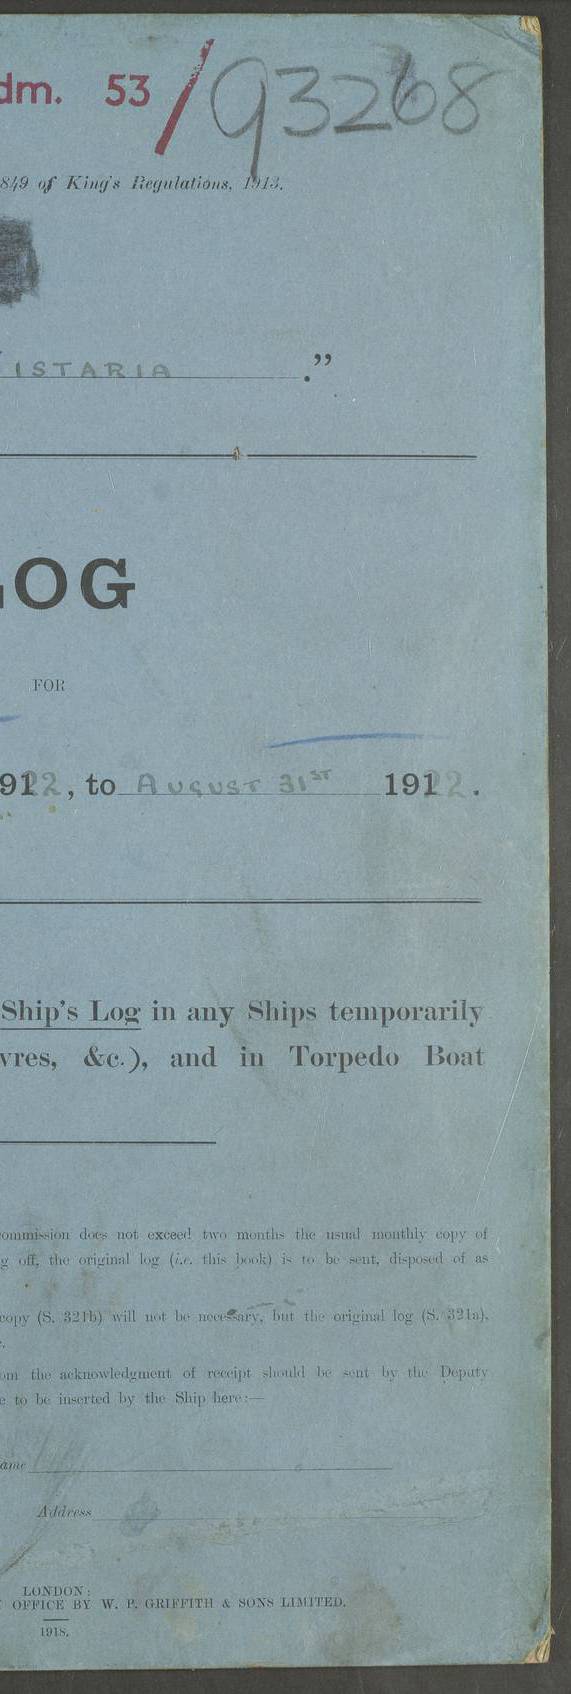 dm. 53/93268
849 of King's Regulations, 1913.
ISTARIA ."
LOG
FOR
9122, to AUGUST 31ST 19122.
Ship's Log in any Ships temporarily
vres, &c.), and in Torpedo Boat
ommission does not exceed two months the usual monthly copy of
g off, the original log (i.e. this book) is to be sent, disposed of as
copy (S. 321b) will not be necessary, but the original log (S. 321a),
om the acknowledgment of receipt should be sent by the Deputy
e to be inserted by the Ship here:—
ame
Address
LONDON:
OFFICE BY W. P. GRIFFITH & SONS LIMITED.
1918.